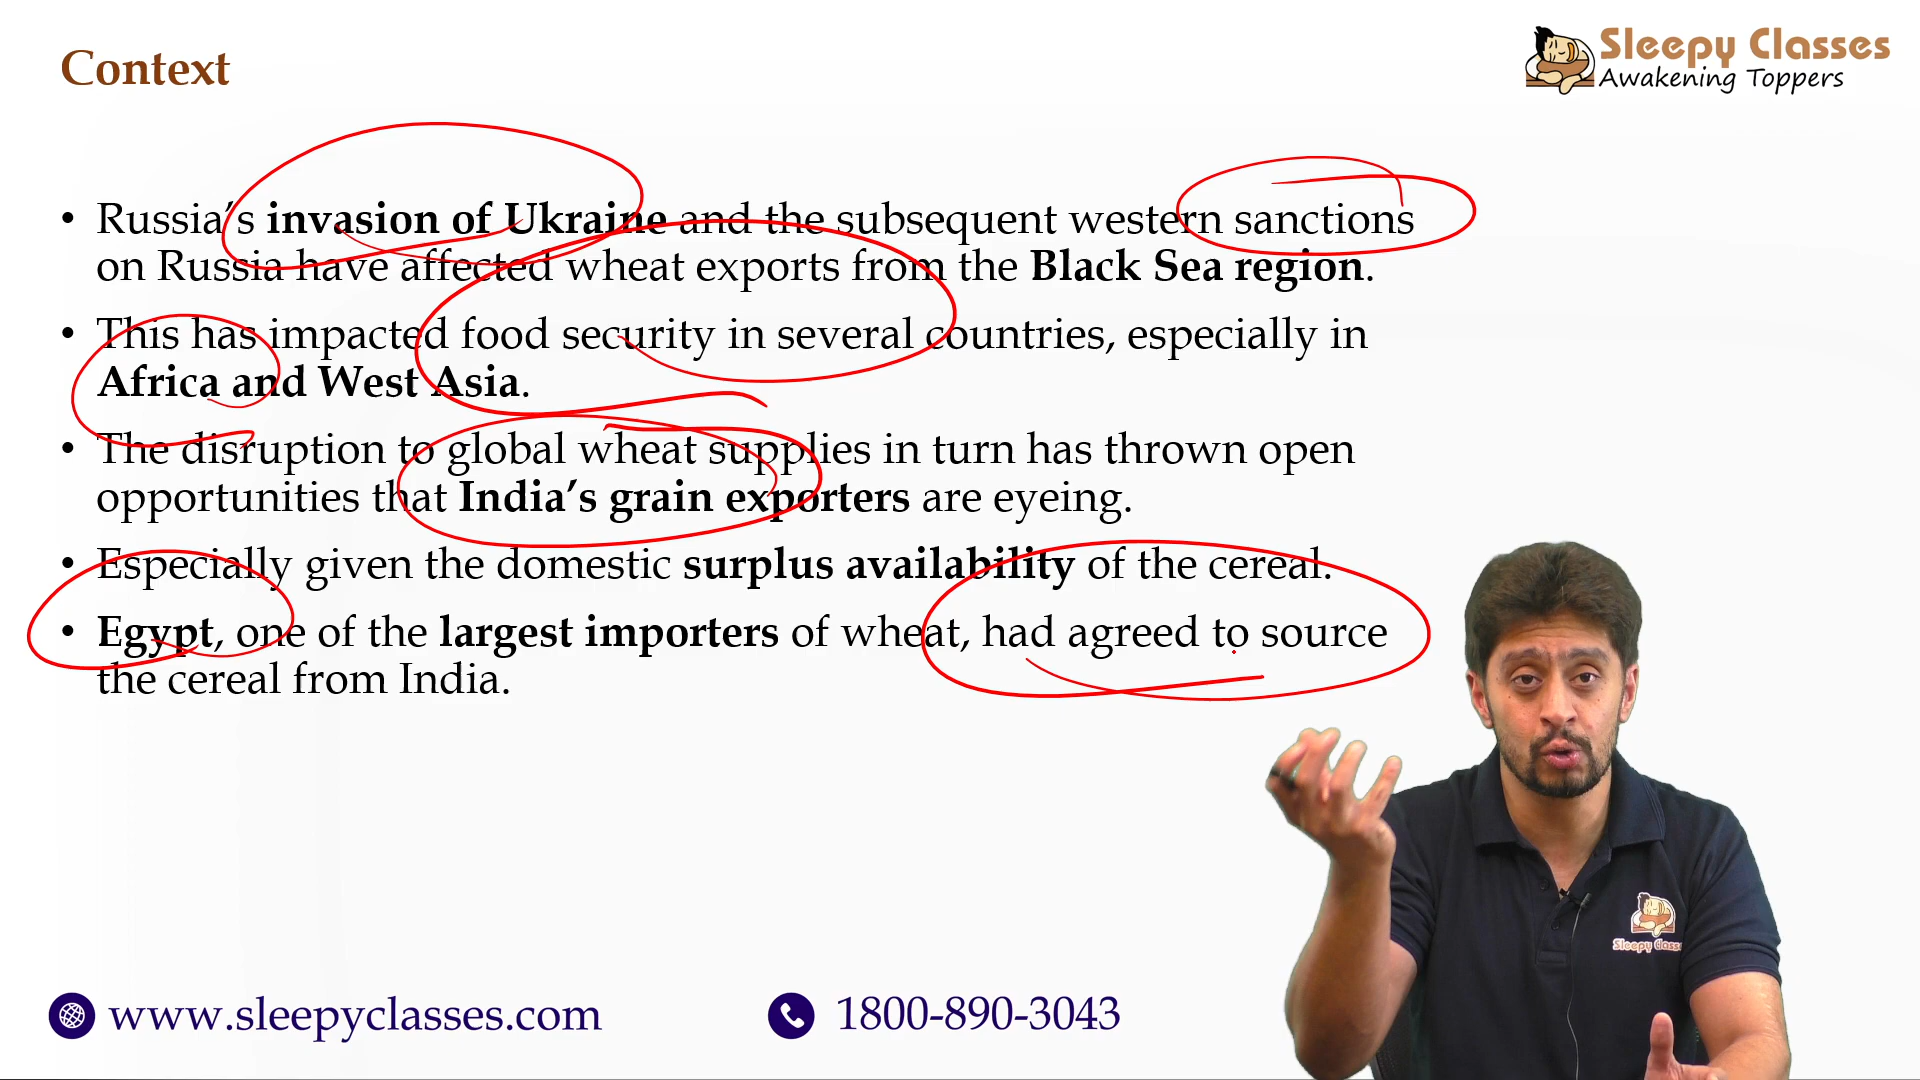 Context
Sleepy Classes
Awakening Toppers
• Russia’s invasion of Ukraine and the subsequent western sanctions
on Russia have affected wheat exports from the Black Sea region.
• This has impacted food security in several countries, especially in
Africa and West Asia.
• The disruption to global wheat supplies in turn has thrown open
opportunities that India’s grain exporters are eyeing.
• Especially given the domestic surplus availability of the cereal.
• Egypt, one of the largest importers of wheat, had agreed to source
the cereal from India.
Sleepy Class
www.sleepyclasses.com
1800-890-3043